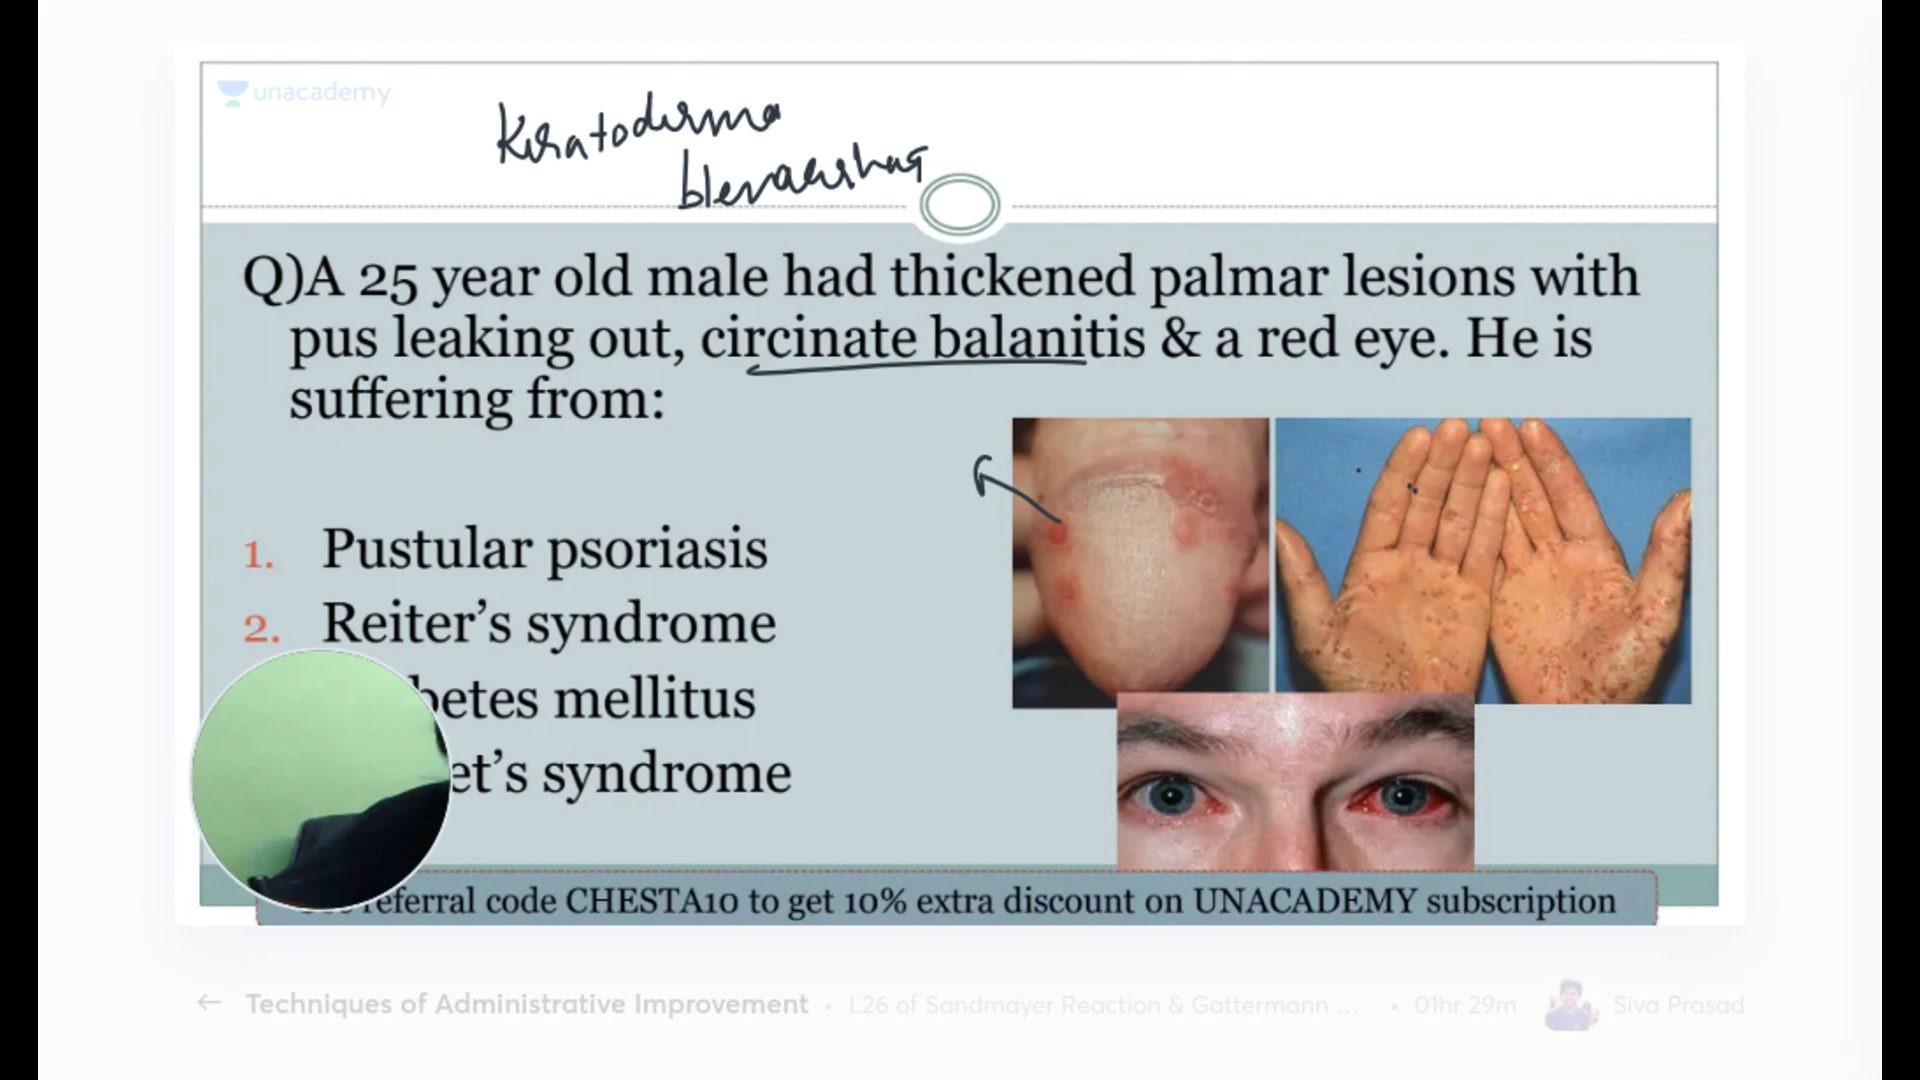 unacademy
Keratoderma
Q)A 25 year old male had thickened palmar lesions with
pus leaking out, circinate balanitis & a red eye. He is
suffering from:
1. Pustular psoriasis
2. Reiter's syndrome
betes mellitus
et's syndrome
referral code CHESTA10 to get 10% extra discount on UNACADEMY subscription
← Techniques of Administrative Improvement • L26 of Sandmayer Reaction & Gattermann ... • 01hr 29m Siva Prasad